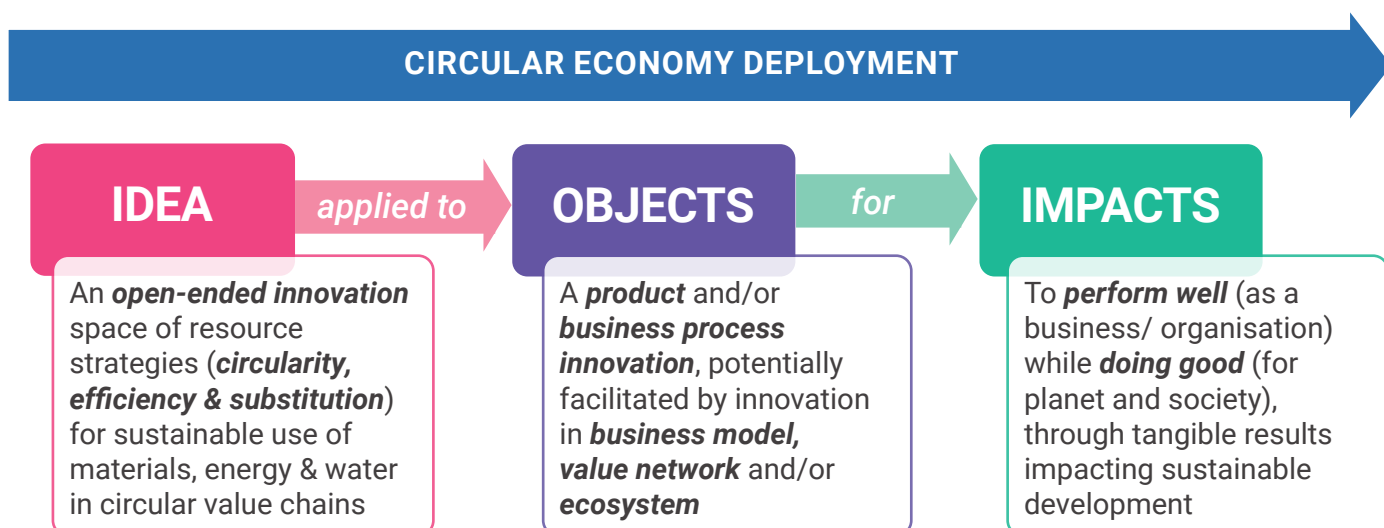 CIRCULAR ECONOMY DEPLOYMENT
IDEA
applied to
OBJECTS
for
IMPACTS
An open-ended innovation
space of resource
strategies (circularity,
efficiency & substitution)
for sustainable use of
materials, energy & water
in circular value chains
A product and/or
business process
innovation, potentially
facilitated by innovation
in business model,
value network and/or
ecosystem
To perform well (as a
business/ organisation)
while doing good (for
planet and society),
through tangible results
impacting sustainable
development